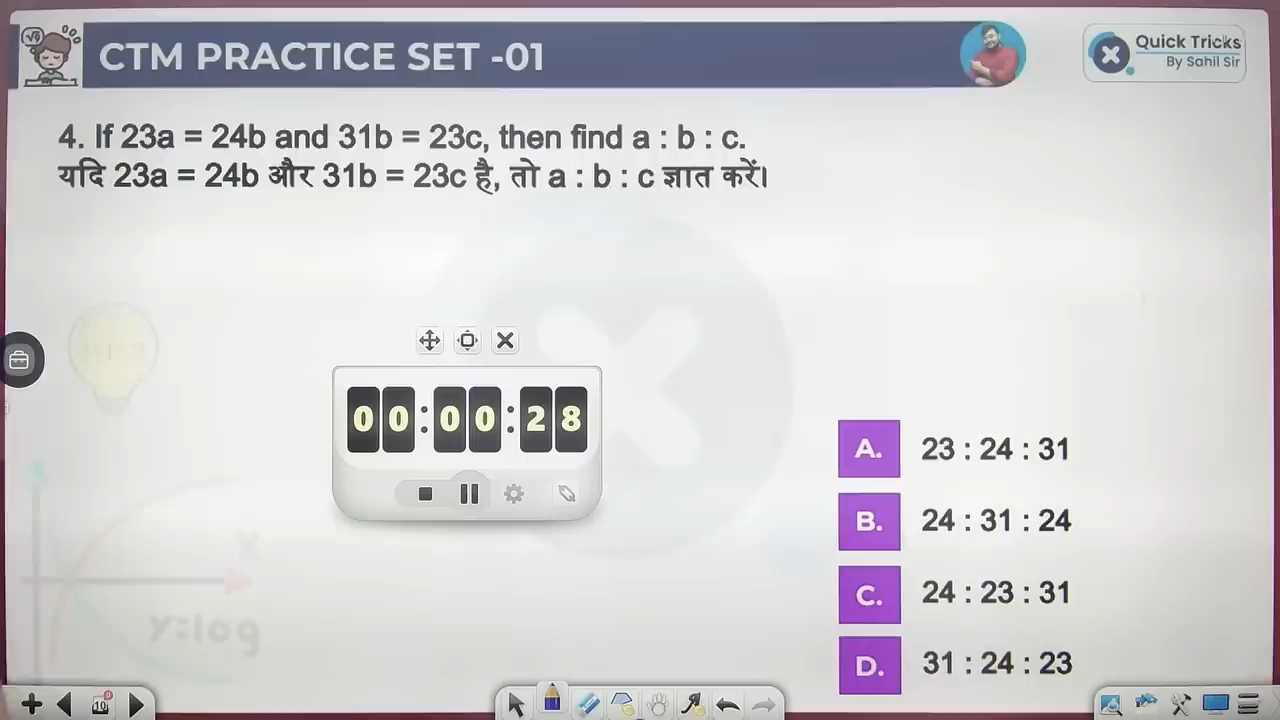 CTM PRACTICE SET -01
Quick Tricks
By Sahil Sir
4. If 23a = 24b and 31b = 23c, then find a : b : c.
यदि 23a = 24b और 31b = 23c है, तो a : b : c ज्ञात करें।
00:00:28
A. 23 : 24 : 31
B. 24 : 31 : 24
C. 24 : 23 : 31
D. 31 : 24 : 23
y=log
10